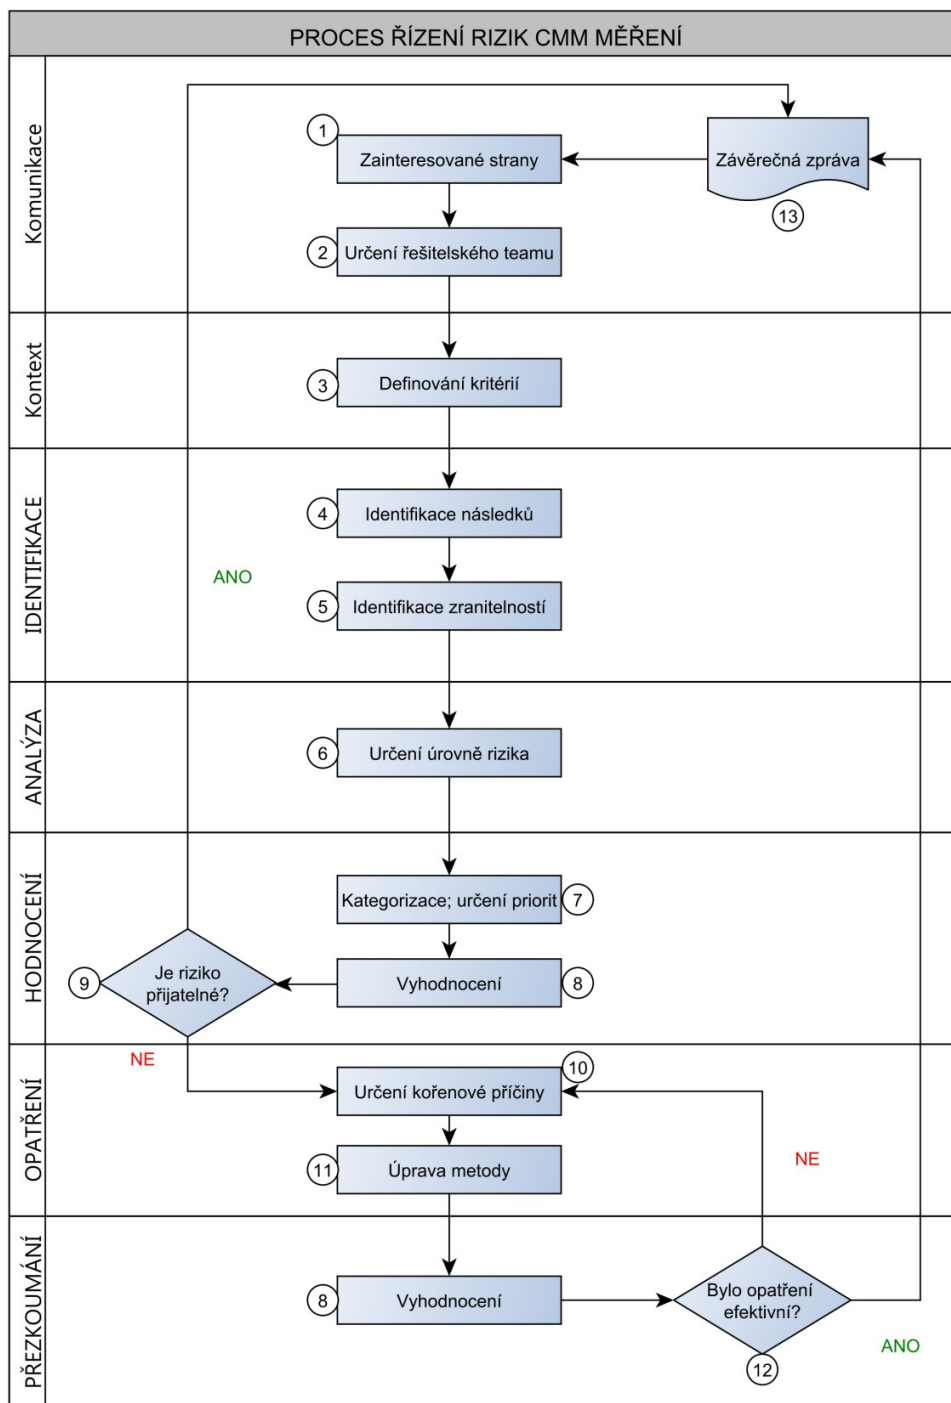 PROCES ŘÍZENÍ RIZIK CMM MĚŘENÍ
Komunikace
1
Zainteresované strany
Závěrečná zpráva
13
2
Určení řešitelského teamu
Kontext
3
Definování kritérií
IDENTIFIKACE
4
Identifikace následků
ANO
5
Identifikace zranitelností
ANALÝZA
6
Určení úrovně rizika
HODNOCENÍ
Kategorizace; určení priorit
7
9
Je riziko
přijatelné?
Vyhodnocení
8
NE
OPATŘENÍ
10
Určení kořenové příčiny
11
Úprava metody
NE
PŘEZKOUMÁNÍ
8
Vyhodnocení
Bylo opatření
efektivní?
ANO
12